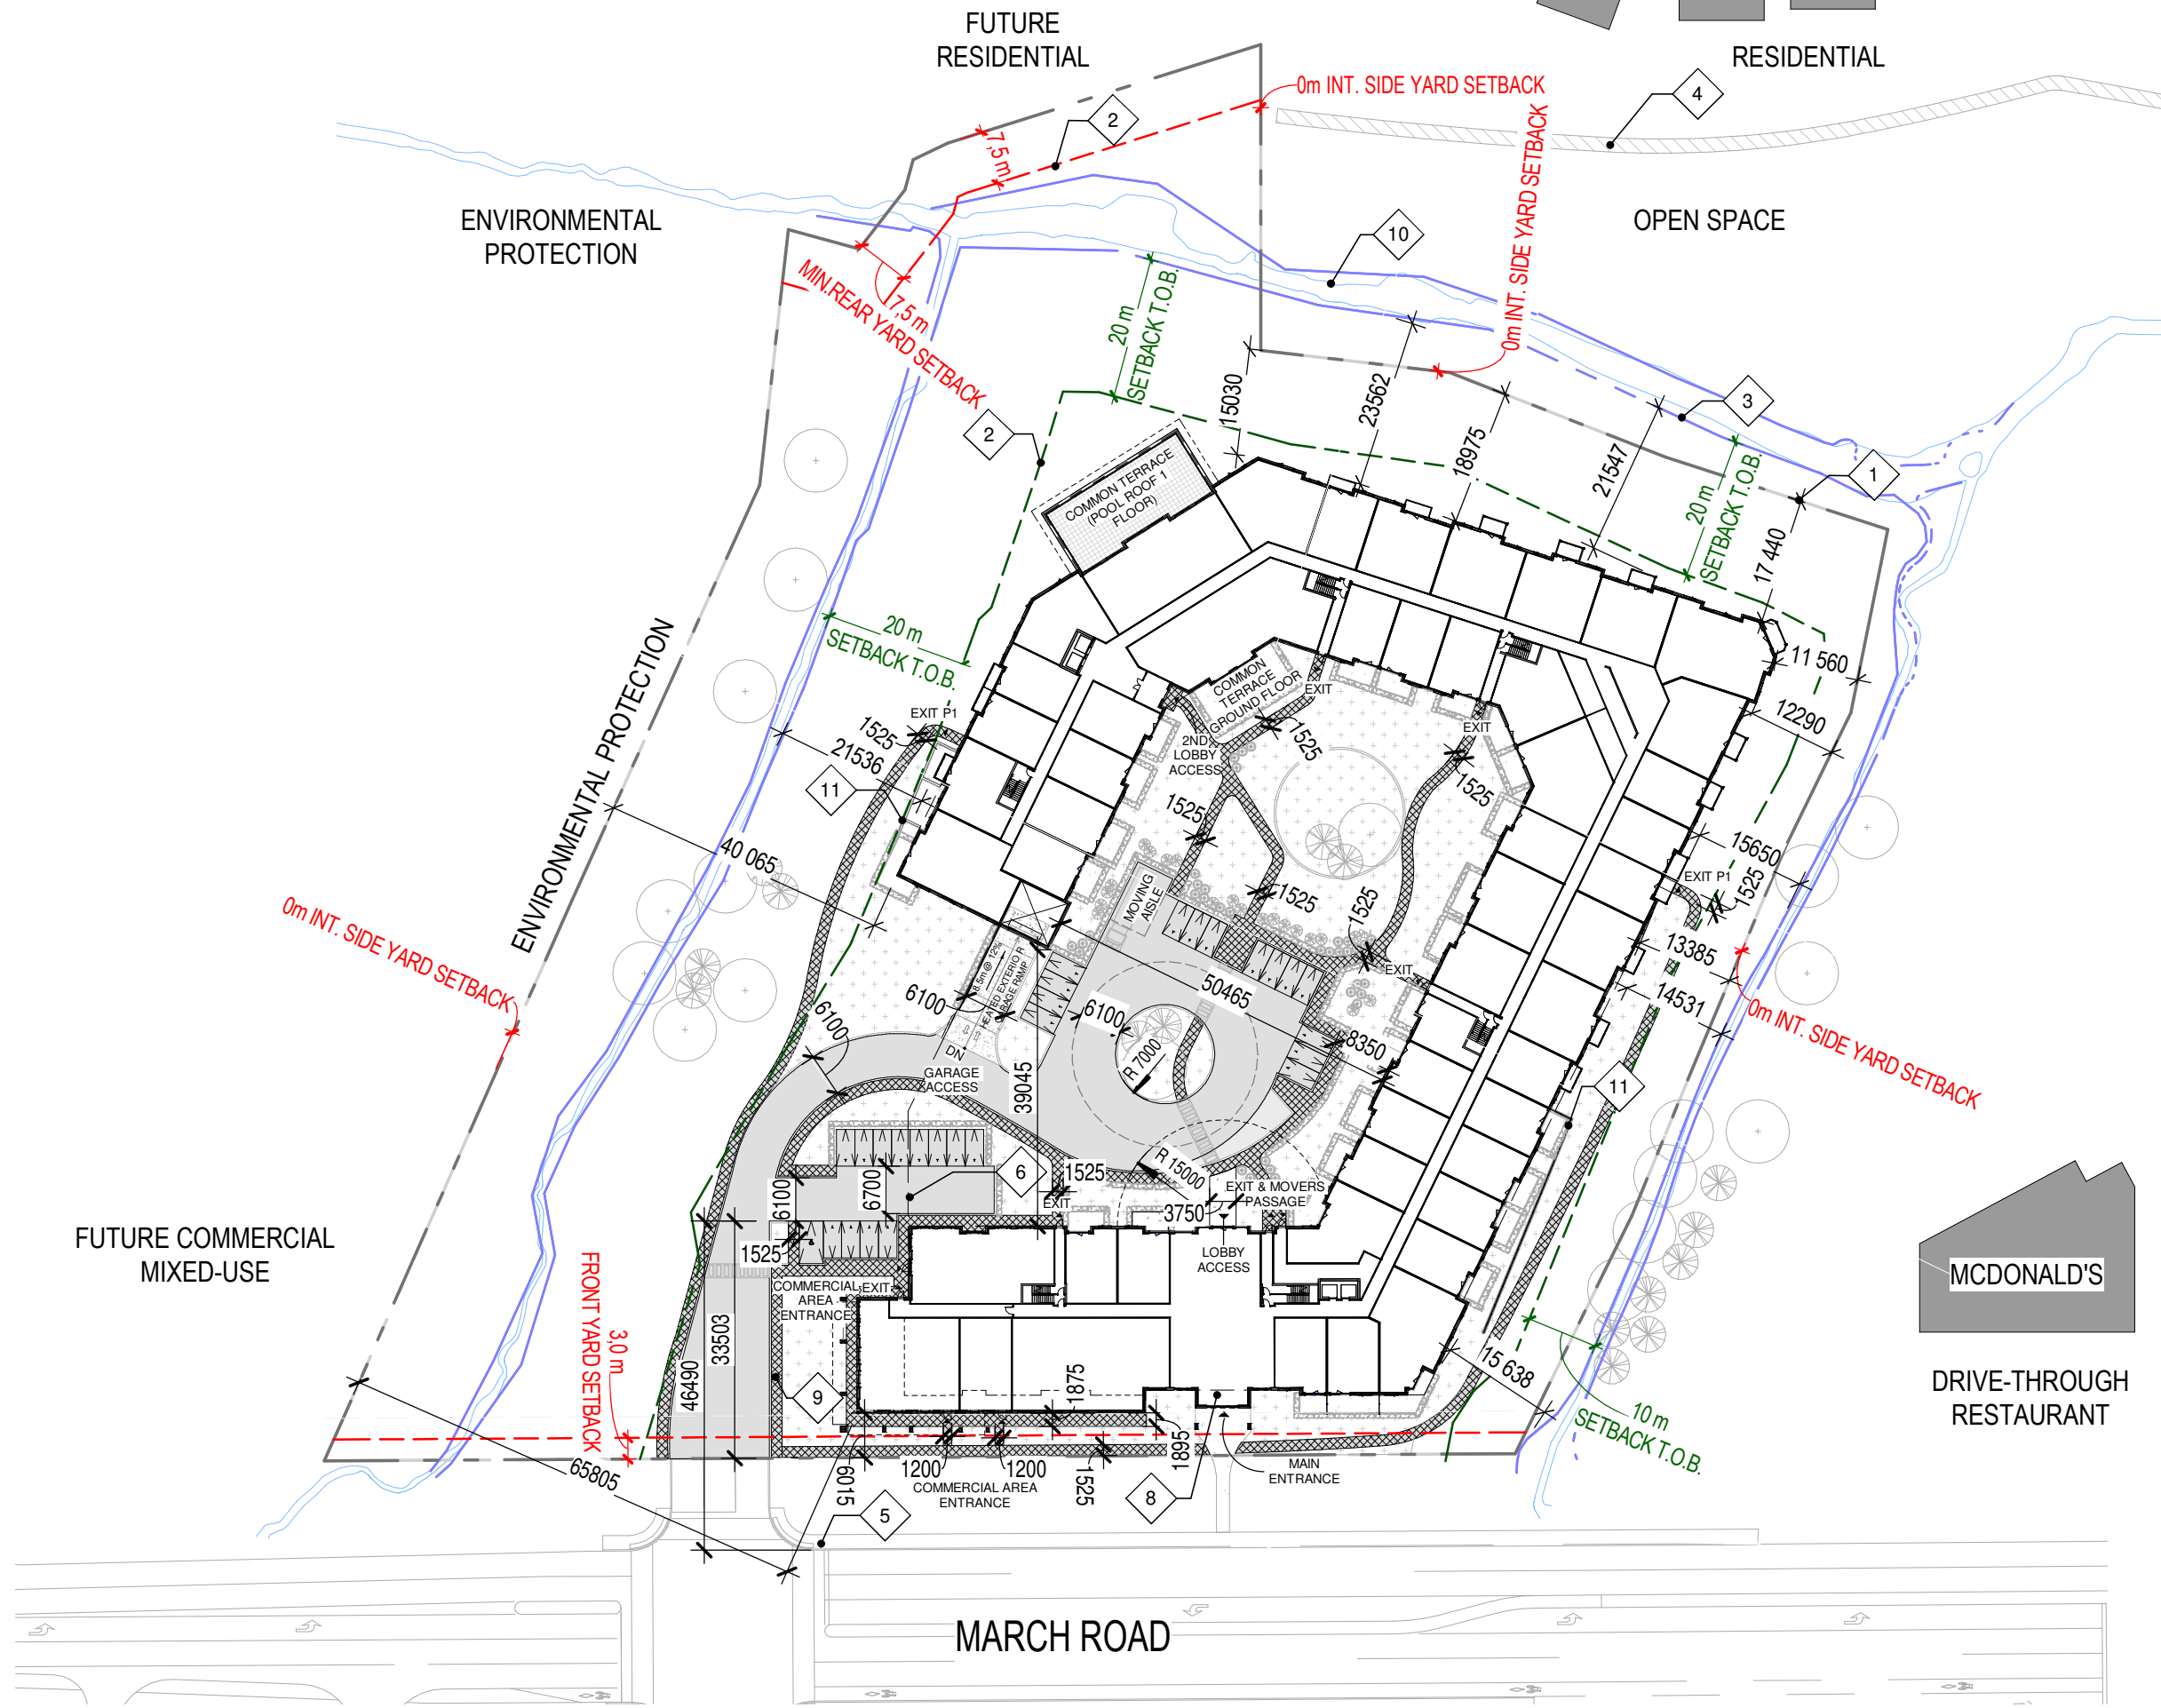 FUTURE
RESIDENTIAL
RESIDENTIAL
0m INT. SIDE YARD SETBACK
4
2
7,5 m
0m INT. SIDE YARD SETBACK
ENVIRONMENTAL
PROTECTION
OPEN SPACE
10
MIN.REAR YARD SETBACK
7,5 m
20 m
SETBACK T.O.B.
15030
23562
18975
21547
3
2
1
20 m
SETBACK T.O.B.
17 440
COMMON TERRACE
(POOL ROOF 1
FLOOR)
20 m
SETBACK T.O.B.
11 560
12290
ENVIRONMENTAL PROTECTION
COMMON
TERRACE
GROUND FLOOR
EXIT
EXIT
EXIT P1
1525
21536
2ND
LOBBY
ACCESS
1525
1525
11
1525
40 065
MOVING
AISLE
1525
1525
15650
EXIT P1
1525
0m INT. SIDE YARD SETBACK
EXIT
13385
14531
0m INT. SIDE YARD SETBACK
8.5m @ 12%
HEATED EXTERIOR
GARAGE RAMP
6100
50465
6100
6100
8350
R 7000
DN
GARAGE
ACCESS
39045
11
6
R 15000
1525
6100
6700
EXIT
EXIT & MOVERS
PASSAGE
3750
1525
LOBBY
ACCESS
FUTURE COMMERCIAL
MIXED-USE
MCDONALD'S
FRONT YARD SETBACK
3,0 m
COMMERCIAL
AREA
ENTRANCE
EXIT
33503
46490
9
1875
15 638
DRIVE-THROUGH
RESTAURANT
10 m
SETBACK T.O.B.
65805
6015
1200
1200
COMMERCIAL AREA
ENTRANCE
1525
1895
MAIN
ENTRANCE
8
5
MARCH ROAD